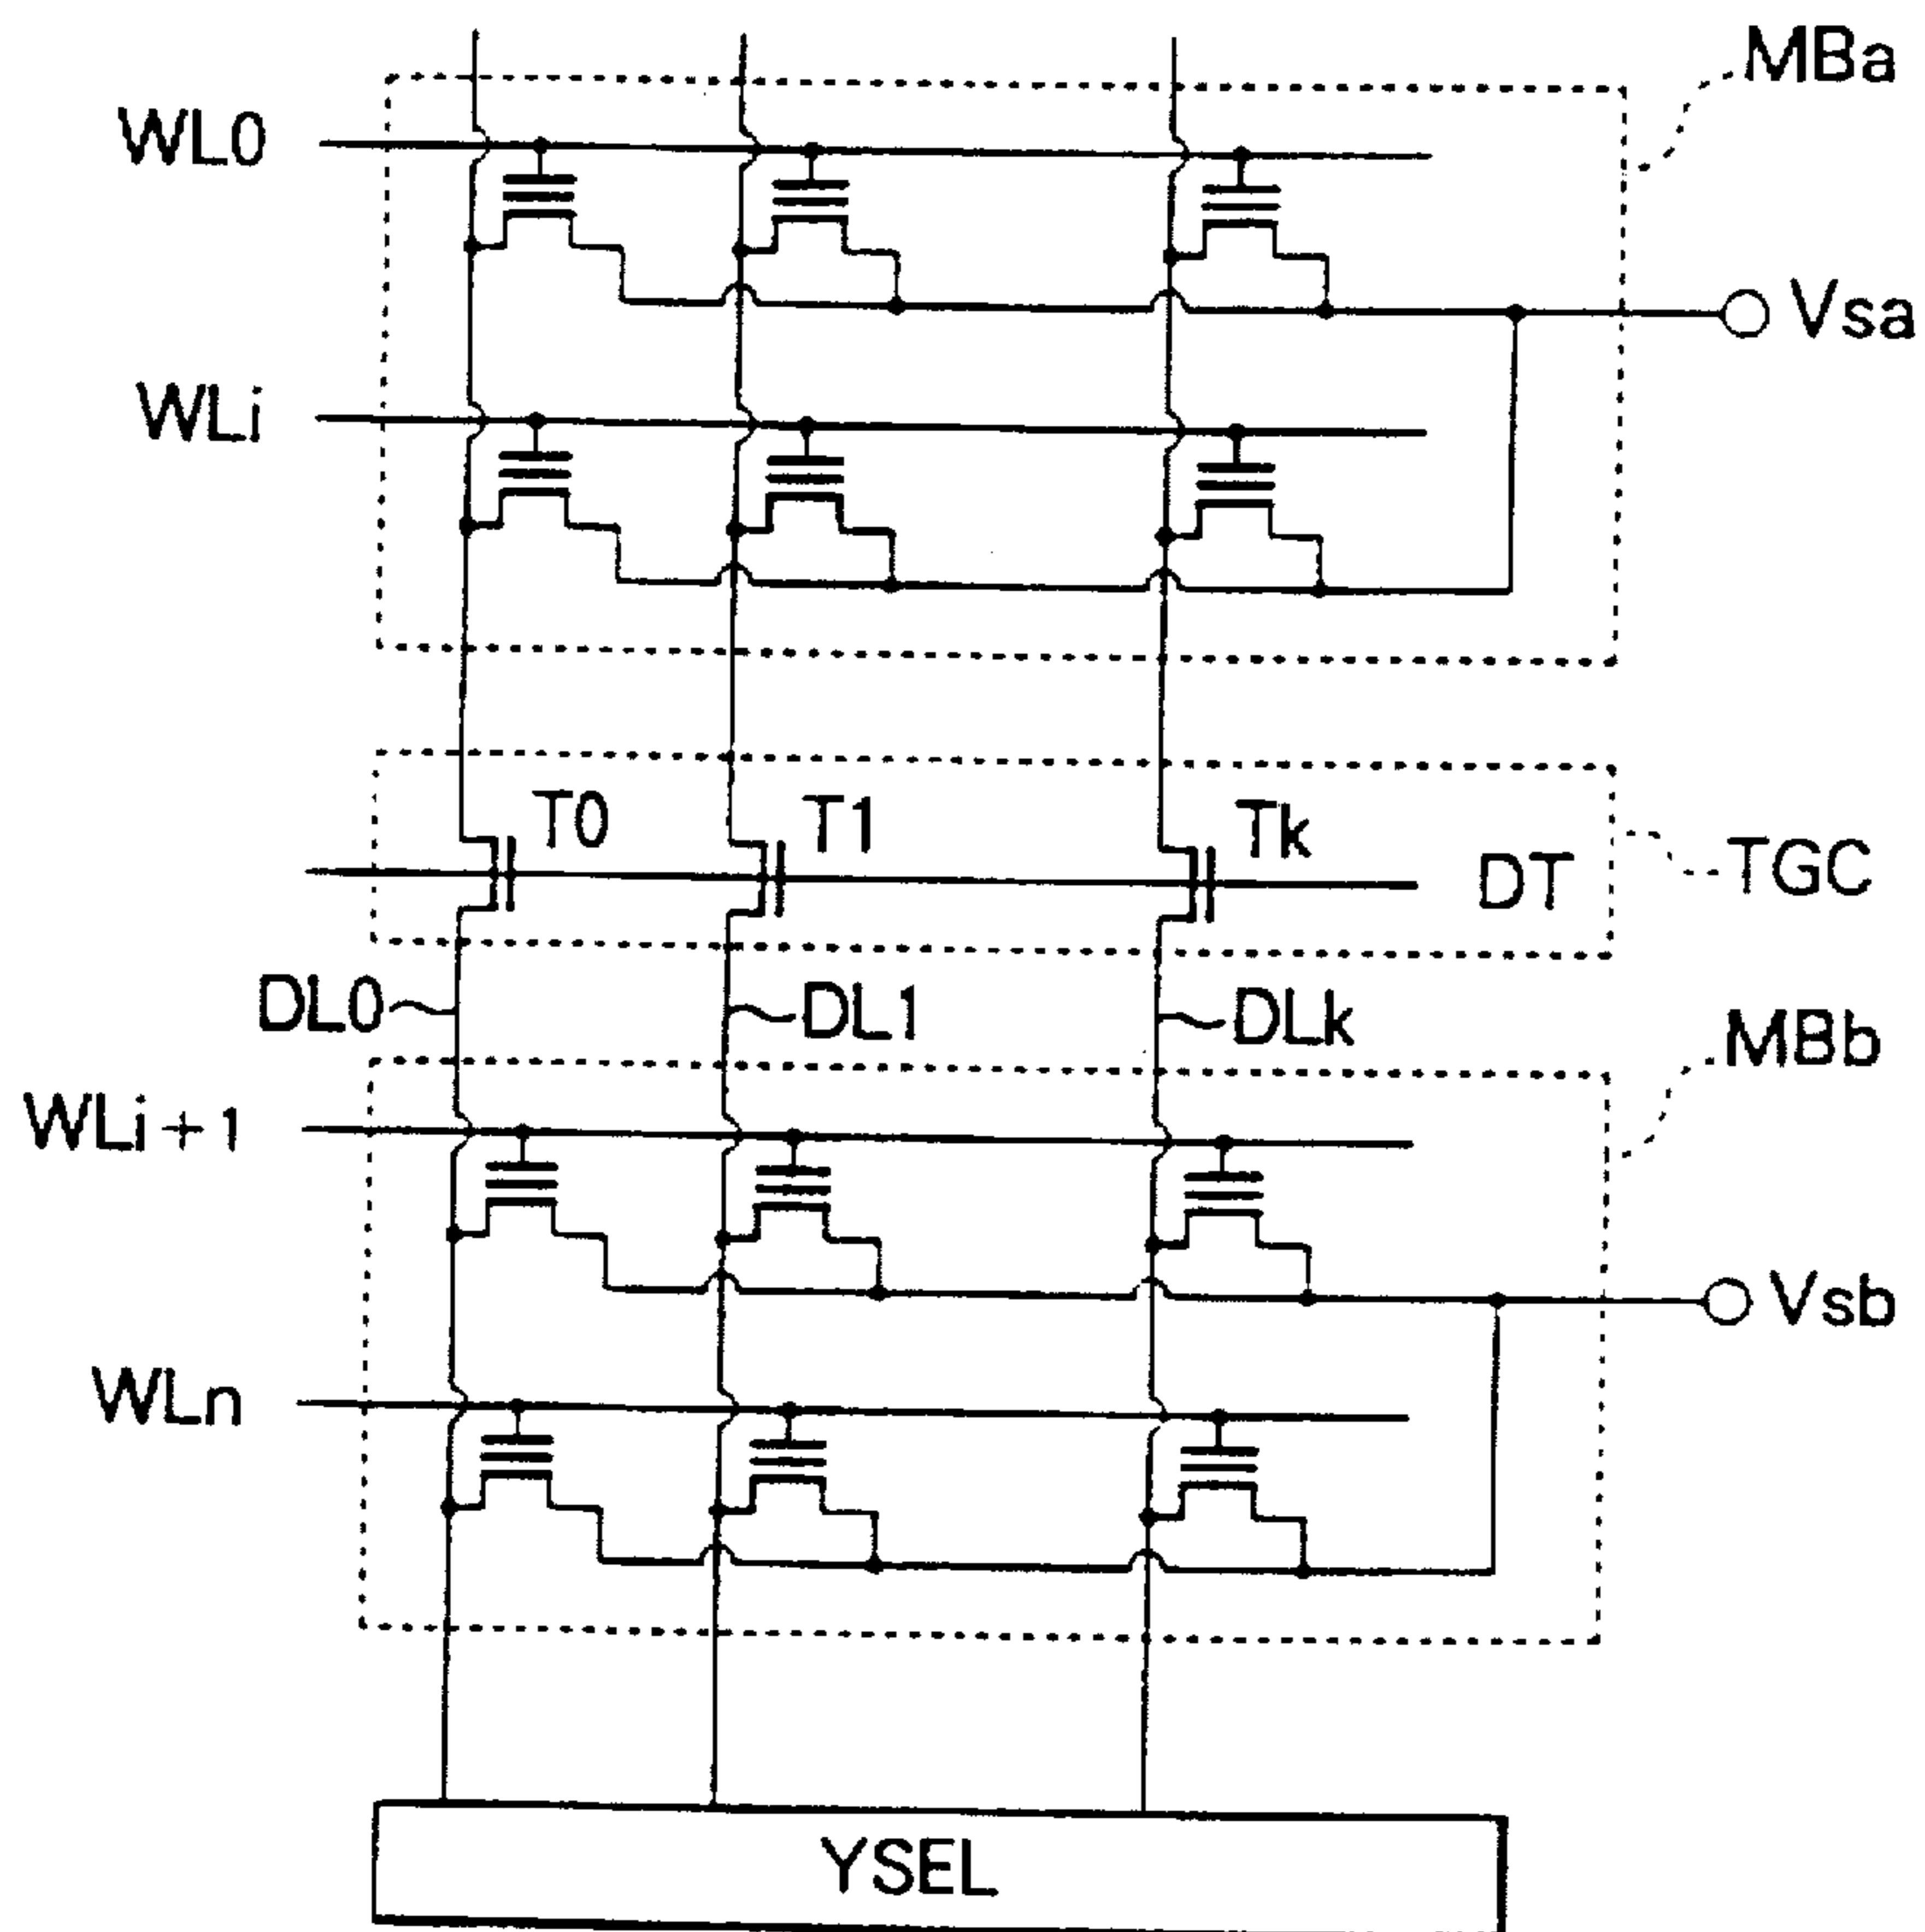 MBa
WL0
Vsa
WLi
T0 T1 Tk
DT
TGC
DL0 DL1 DLk
MBb
WLi+1
Vsb
WLn
YSEL